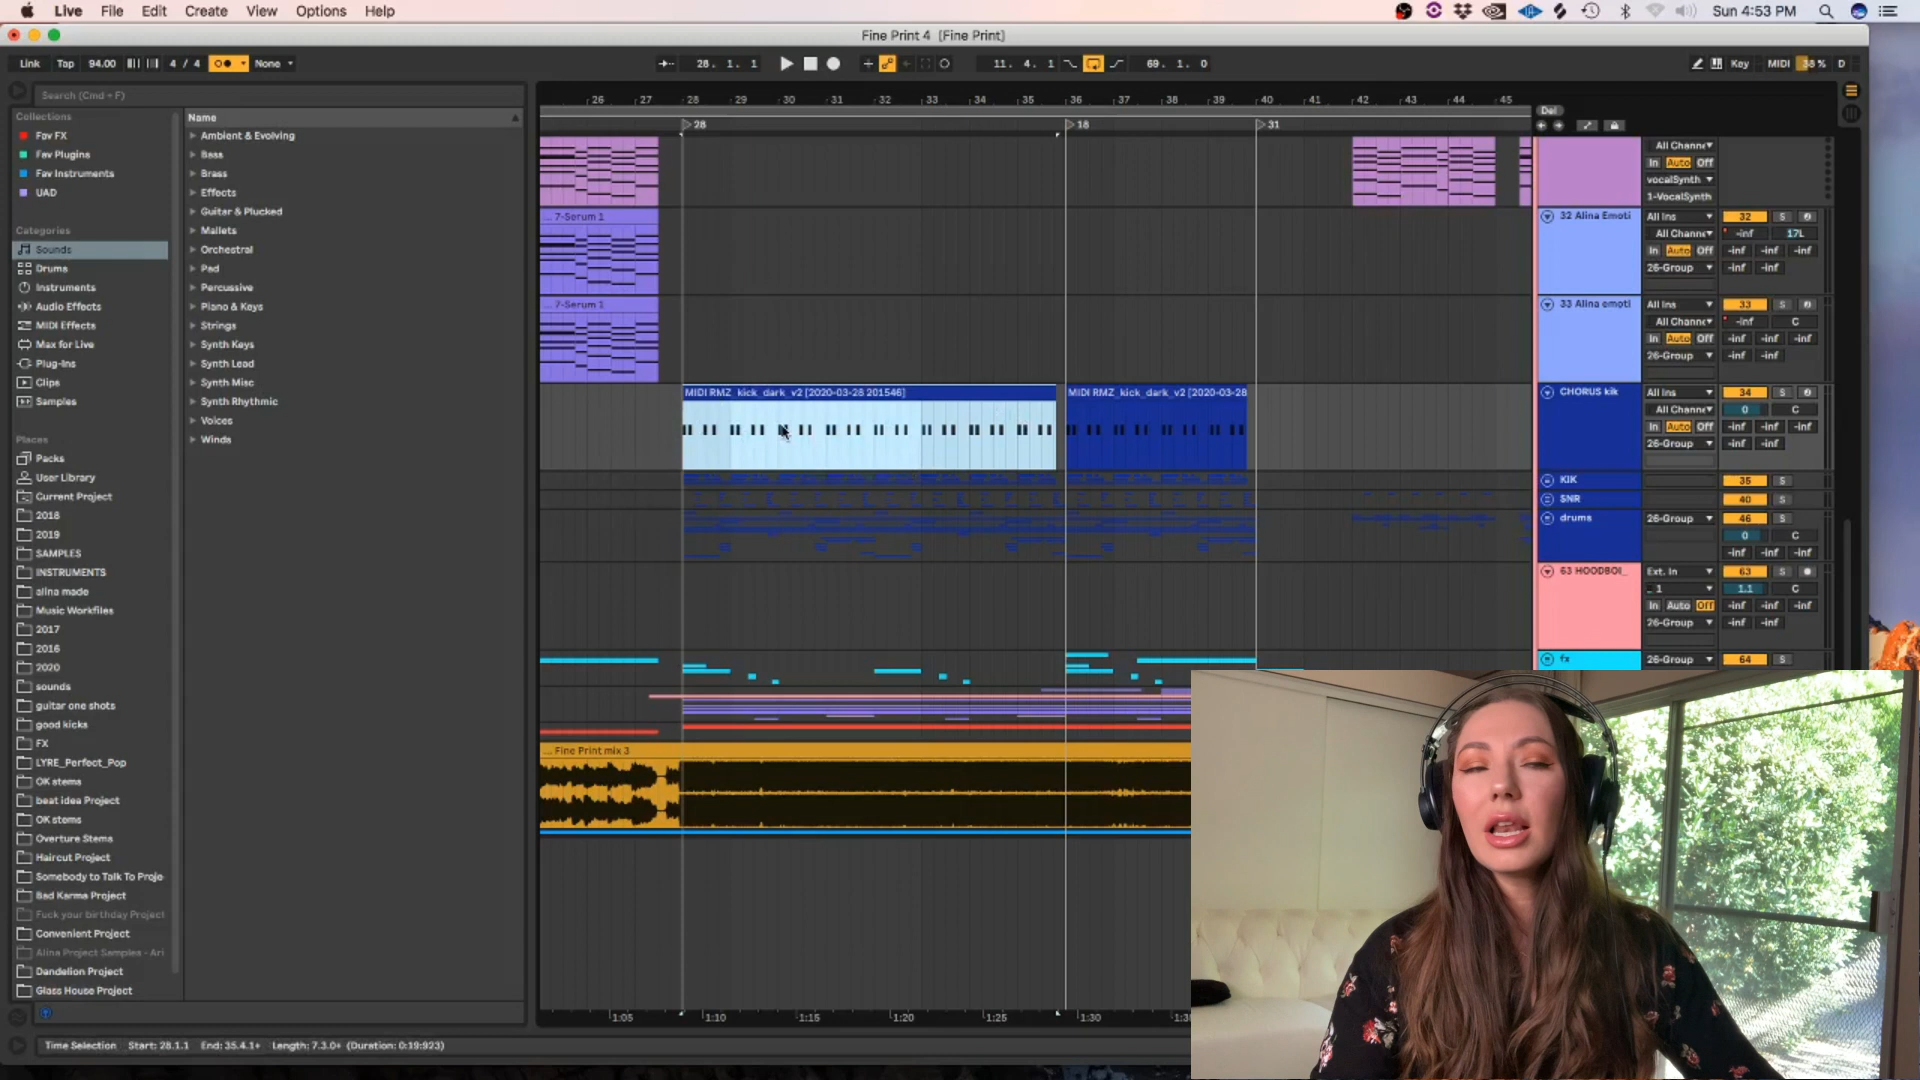 Live File Edit Create View Options Help
Sun 4:53 PM
Fine Print 4 [Fine Print]
Link Tap 94.00 4 / 4 None 28. 1. 1 11. 4. 1 69. 1. 0 Key MIDI 38 % D
Search (Cmd + F)
Collections
Fav FX
Fav Plugins
Fav Instruments
UAD
Categories
Sounds
Drums
Instruments
Audio Effects
MIDI Effects
Max for Live
Plug-Ins
Clips
Samples
Places
Packs
User Library
Current Project
2018
2019
SAMPLES
INSTRUMENTS
alina made
Music Workfiles
2017
2016
2020
sounds
guitar one shots
good kicks
FX
LYRE_Perfect_Pop
OK stems
beat idea Project
OK stems
Overture Stems
Haircut Project
Somebody to Talk To Proje
Bad Karma Project
Fuck your birthday Project
Convenient Project
Alina Project Samples - Ari
Dandelion Project
Glass House Project
Name
Ambient & Evolving
Bass
Brass
Effects
Guitar & Plucked
Mallets
Orchestral
Pad
Percussive
Piano & Keys
Strings
Synth Keys
Synth Lead
Synth Misc
Synth Rhythmic
Voices
Winds
26 27 28 29 30 31 32 33 34 35 36 37 38 39 40 41 42 43 44 45
28 18 31
... 7-Serum 1
... 7-Serum 1
MIDI RMZ_kick_dark_v2 [2020-03-28 201546]
MIDI RMZ_kick_dark_v2 [2020-03-28
... Fine Print mix 3
1:05 1:10 1:15 1:20 1:25 1:30
Del
All Channe
In Auto Off
vocalSynth
1-VocalSynth
32 Alina Emoti All Ins 32 S
All Channe -inf 17L
In Auto Off -inf -inf -inf
26-Group -inf -inf
33 Alina emoti All Ins 33 S
All Channe -inf C
In Auto Off -inf -inf -inf
26-Group -inf -inf
CHORUS kik All Ins 34 S
All Channe 0 C
In Auto Off -inf -inf -inf
26-Group -inf -inf
KIK 35 S
SNR 40 S
drums 26-Group 46 S
0 C
-inf -inf -inf
63 HOODBOI_ Ext. In 63 S
1 1.1 C
In Auto Off -inf -inf -inf
26-Group -inf -inf
fx 26-Group 64 S
Time Selection Start: 28.1.1 End: 35.4.1+ Length: 7.3.0+ (Duration: 0:19:923)